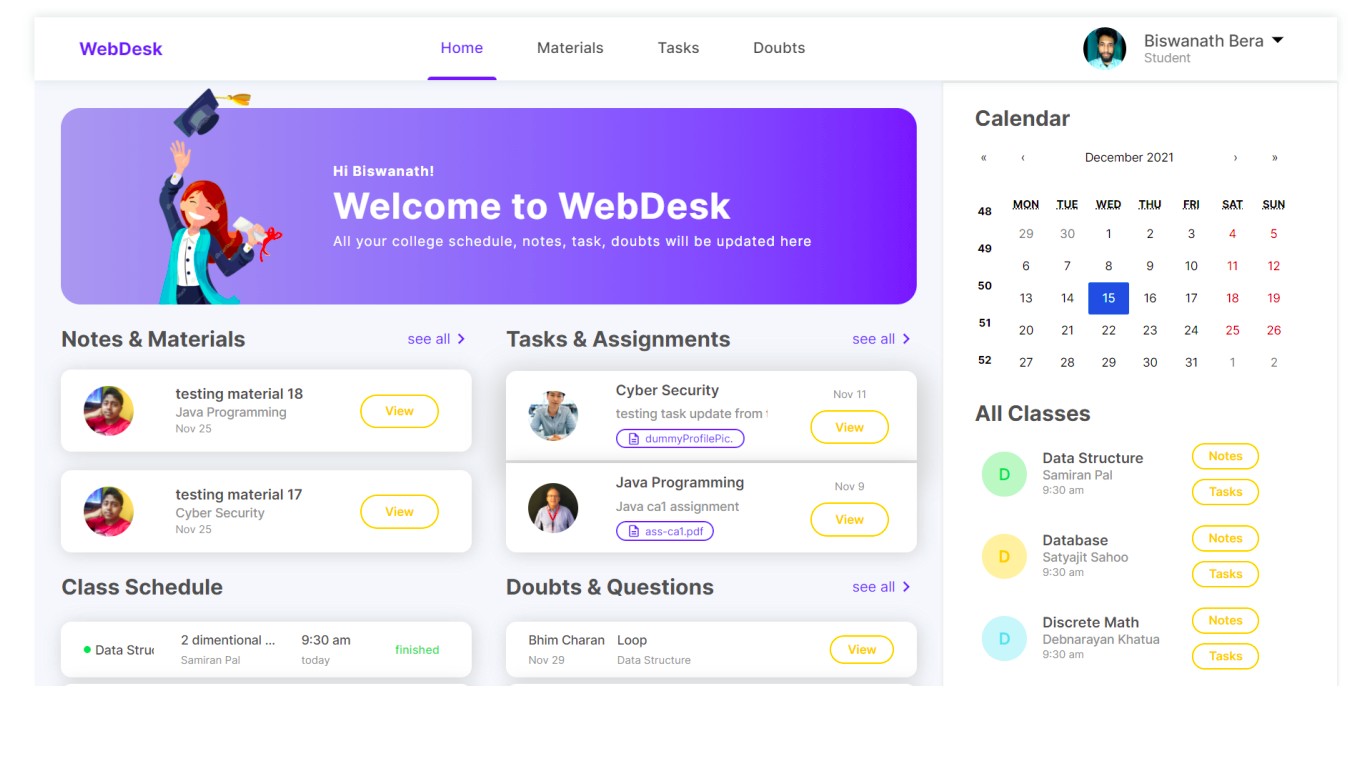 WebDesk
Home
Materials
Tasks
Doubts
Biswanath Bera
Student
Hi Biswanath!
Welcome to WebDesk
All your college schedule, notes, task, doubts will be updated here
Notes & Materials
see all
testing material 18
Java Programming
Nov 25
View
testing material 17
Cyber Security
Nov 25
View
Tasks & Assignments
see all
Cyber Security
testing task update from
dummyProfilePic.
Nov 11
View
Java Programming
Java ca1 assignment
ass-ca1.pdf
Nov 9
View
Class Schedule
Data Struc
2 dimentional ...
Samiran Pal
9:30 am
today
finished
Doubts & Questions
see all
Bhim Charan
Nov 29
Loop
Data Structure
View
Calendar
« ‹ December 2021 › »
MON TUE WED THU FRI SAT SUN
48 29 30 1 2 3 4 5
49 6 7 8 9 10 11 12
50 13 14 15 16 17 18 19
51 20 21 22 23 24 25 26
52 27 28 29 30 31 1 2
All Classes
D
Data Structure
Samiran Pal
9:30 am
Notes
Tasks
D
Database
Satyajit Sahoo
9:30 am
Notes
Tasks
D
Discrete Math
Debnarayan Khatua
9:30 am
Notes
Tasks